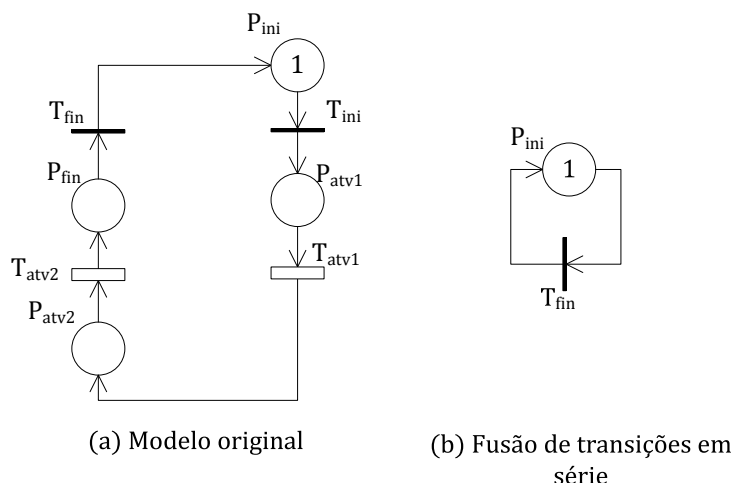 P_ini
1
T_fin
T_ini
P_fin
P_atv1
T_atv2
T_atv1
P_atv2
(a) Modelo original
P_ini
1
T_fin
(b) Fusão de transições em
série